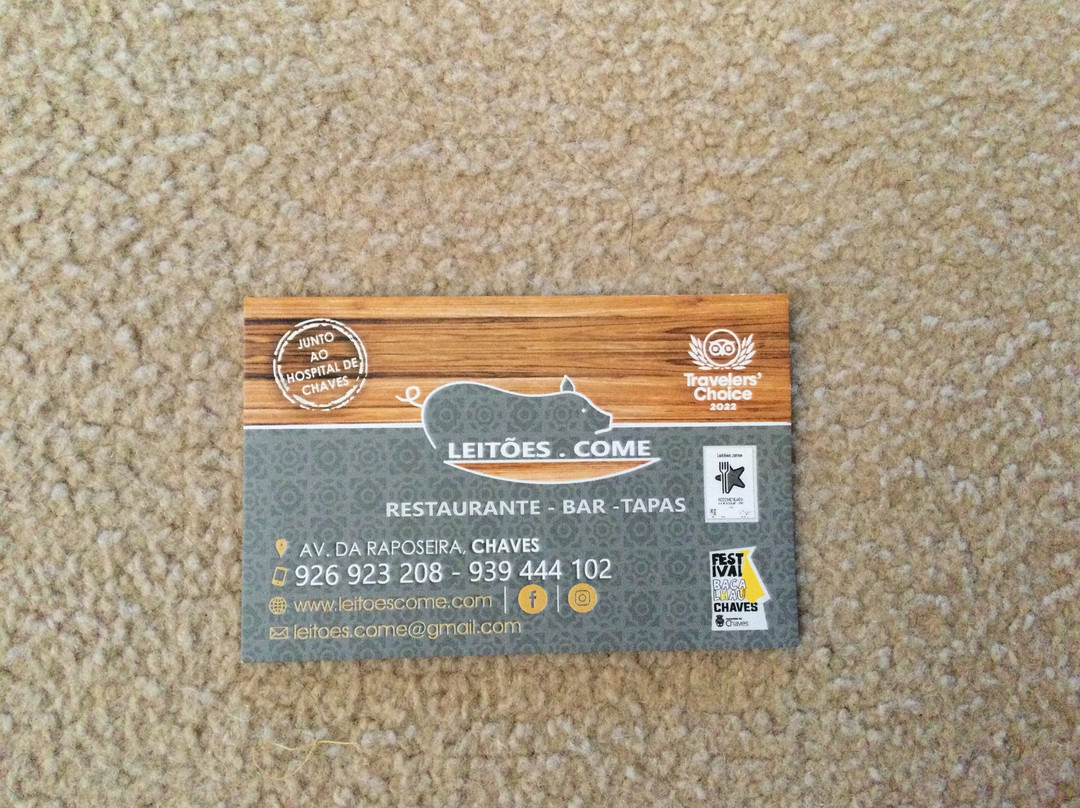 JUNTO
AO
HOSPITAL DE
CHAVES
Travelers'
Choice
2022
LEITÕES . COME
RESTAURANTE - BAR -TAPAS
AV. DA RAPOSEIRA, CHAVES
926 923 208 - 939 444 102
www.leitoescome.com
leitoes.come@gmail.com
FEST
IVAL
BACA
LHAU
CHAVES
Chaves